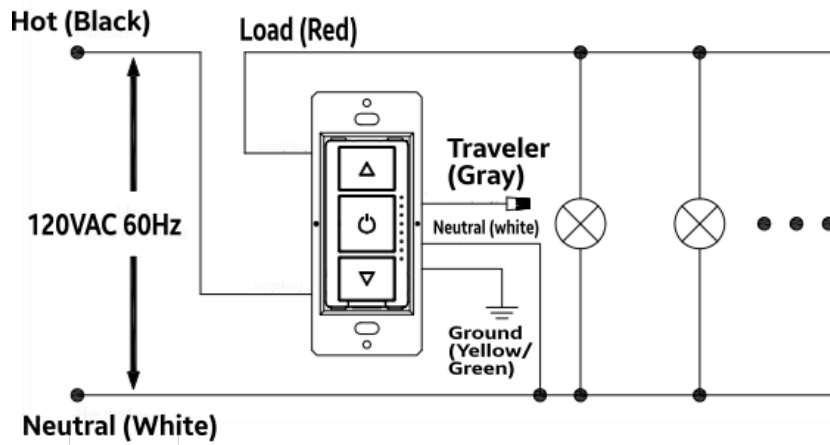 Hot (Black)
Load (Red)
Traveler
(Gray)
120VAC 60Hz
Neutral (white)
Ground
(Yellow/
Green)
Neutral (White)